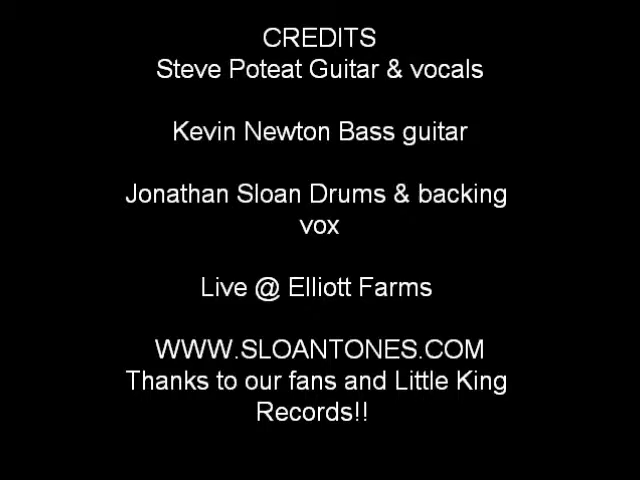 CREDITS
Steve Poteat Guitar & vocals
Kevin Newton Bass guitar
Jonathan Sloan Drums & backing
vox
Live @ Elliott Farms
WWW.SLOANTONES.COM
Thanks to our fans and Little King
Records!!